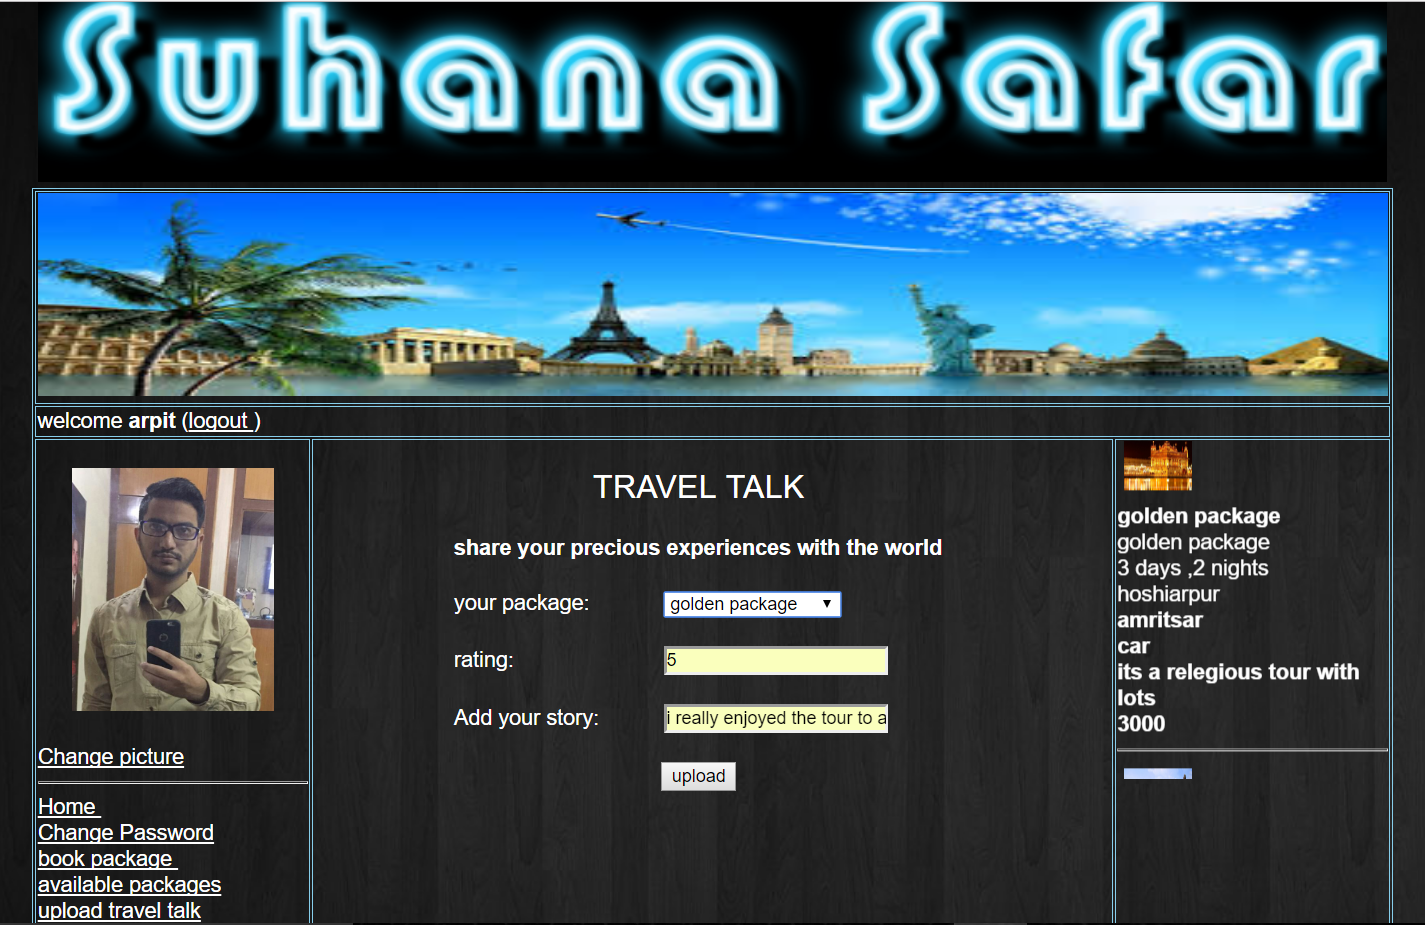 Suhana Safar
welcome arpit (logout )
Change picture
Home
Change Password
book package
available packages
upload travel talk
TRAVEL TALK
share your precious experiences with the world
your package: golden package
rating: 5
Add your story: i really enjoyed the tour to a
upload
golden package
golden package
3 days ,2 nights
hoshiarpur
amritsar
car
its a relegious tour with
lots
3000